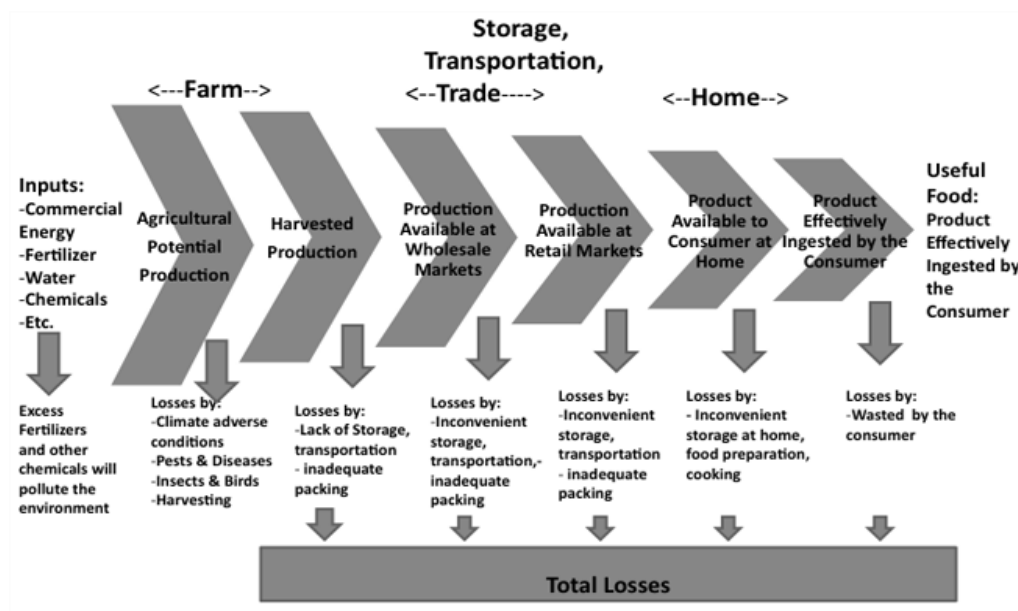 Storage,
Transportation,
<---Farm-->
<--Trade---->
<--Home-->
Inputs:
-Commercial
Energy
-Fertilizer
-Water
-Chemicals
-Etc.
Agricultural
Potential
Production
Harvested
Production
Production
Available at
Wholesale
Markets
Production
Available at
Retail Markets
Product
Available to
Consumer at
Home
Product
Effectively
Ingested by the
Consumer
Useful
Food:
Product
Effectively
Ingested by
the
Consumer
Excess
Fertilizers
and other
chemicals will
pollute the
environment
Losses by:
-Climate adverse
conditions
-Pests & Diseases
-Insects & Birds
-Harvesting
Losses by:
-Lack of Storage,
transportation
- inadequate
packing
Losses by:
-Inconvenient
storage,
transportation,-
inadequate
packing
Losses by:
-Inconvenient
storage,
transportation
- inadequate
packing
Losses by:
- Inconvenient
storage at home,
food preparation,
cooking
Losses by:
-Wasted by the
consumer
Total Losses